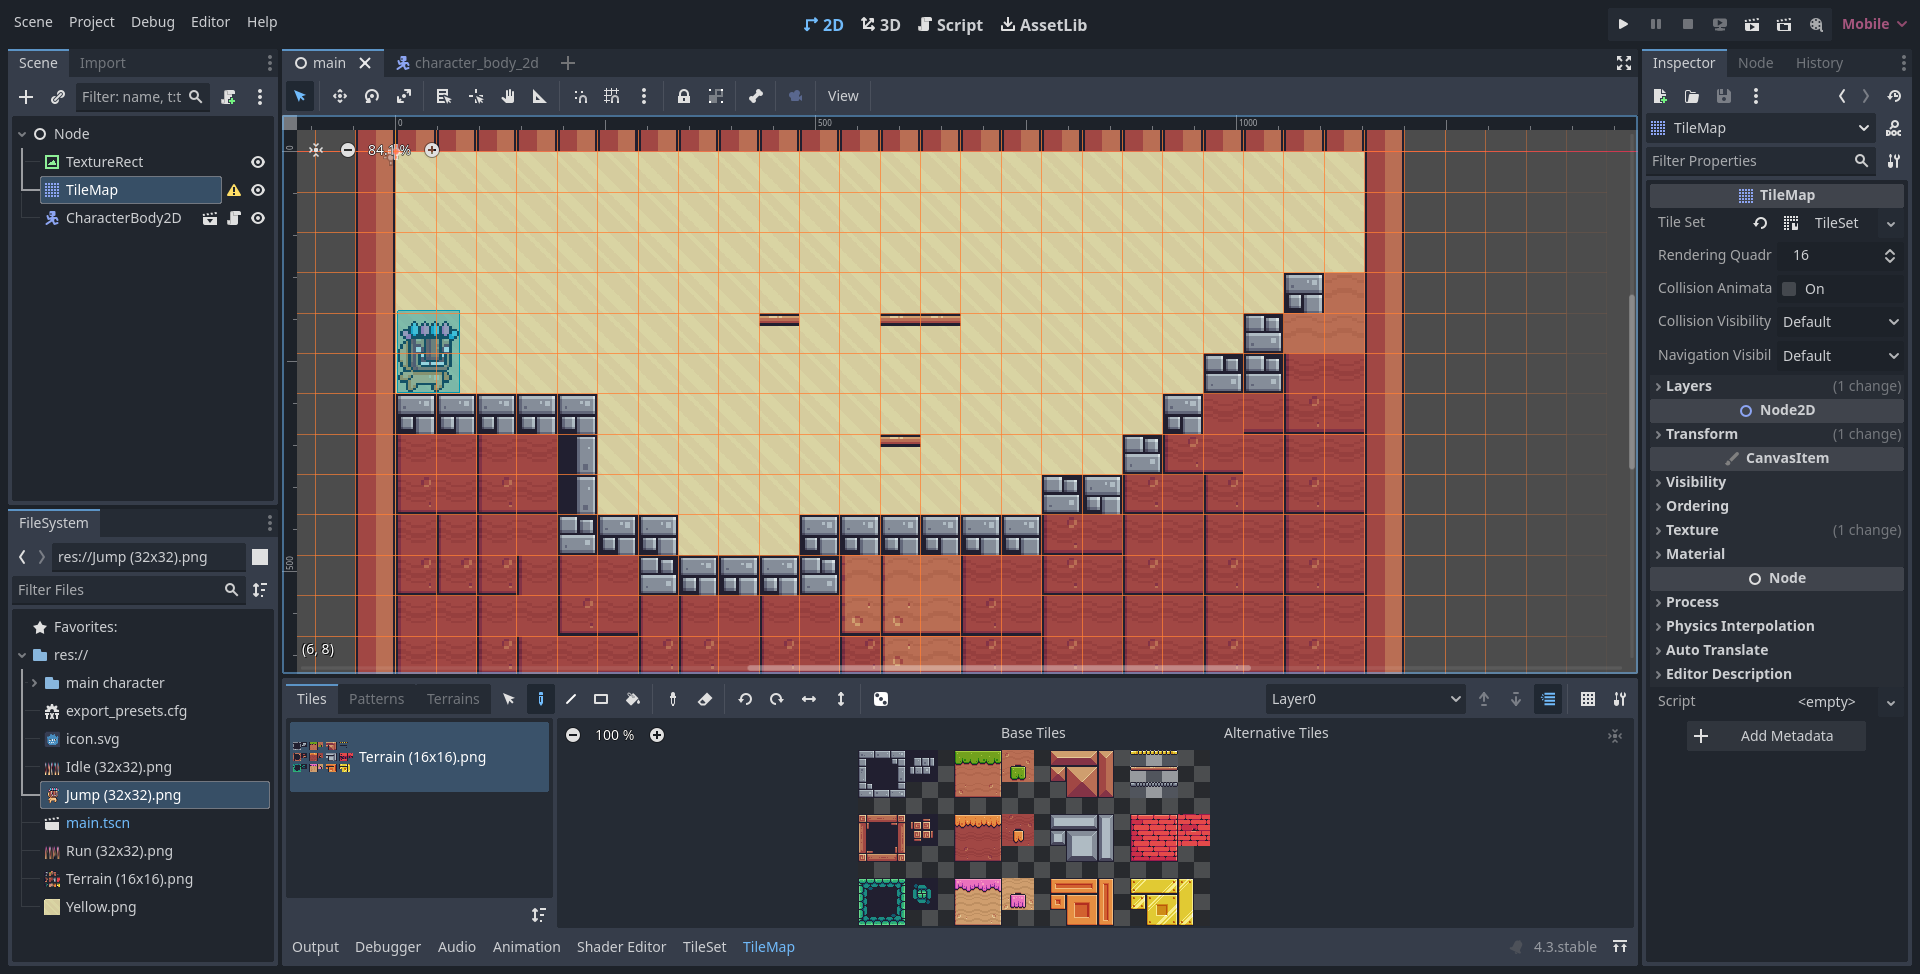 Scene Project Debug Editor Help
2D 3D Script AssetLib
Mobile
Scene Import
Filter: name, t:t
Node
TextureRect
TileMap
CharacterBody2D
FileSystem
res://Jump (32x32).png
Filter Files
Favorites:
res://
main character
export_presets.cfg
icon.svg
Idle (32x32).png
Jump (32x32).png
main.tscn
Run (32x32).png
Terrain (16x16).png
Yellow.png
main character_body_2d
View
0 500 1000
0
500
(6, 8)
Tiles Patterns Terrains
Layer0
Terrain (16x16).png
100 %
Base Tiles Alternative Tiles
Output Debugger Audio Animation Shader Editor TileSet TileMap
4.3.stable
Inspector Node History
TileMap
Filter Properties
DOC
TileMap
Tile Set TileSet
Rendering Quadr 16
Collision Animata On
Collision Visibility Default
Navigation Visibil Default
Layers (1 change)
Node2D
Transform (1 change)
CanvasItem
Visibility
Ordering
Texture (1 change)
Material
Node
Process
Physics Interpolation
Auto Translate
Editor Description
Script <empty>
Add Metadata